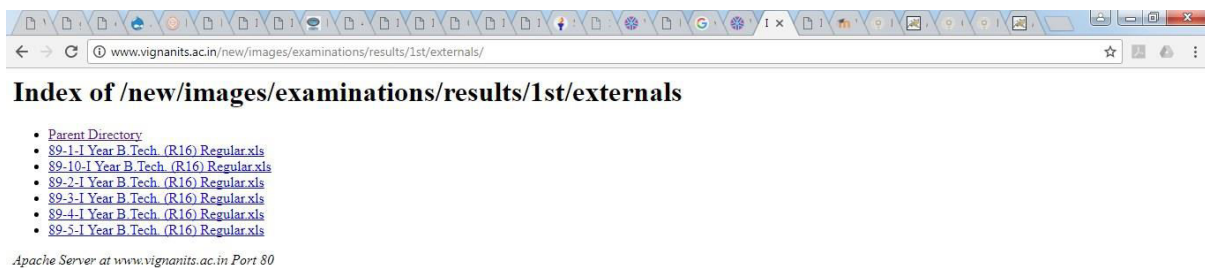 www.vignanits.ac.in/new/images/examinations/results/1st/externals/
Index of /new/images/examinations/results/1st/externals
Parent Directory
89-1-I Year B.Tech. (R16) Regular.xls
89-10-I Year B.Tech. (R16) Regular.xls
89-2-I Year B.Tech. (R16) Regular.xls
89-3-I Year B.Tech. (R16) Regular.xls
89-4-I Year B.Tech. (R16) Regular.xls
89-5-I Year B.Tech. (R16) Regular.xls
Apache Server at www.vignanits.ac.in Port 80